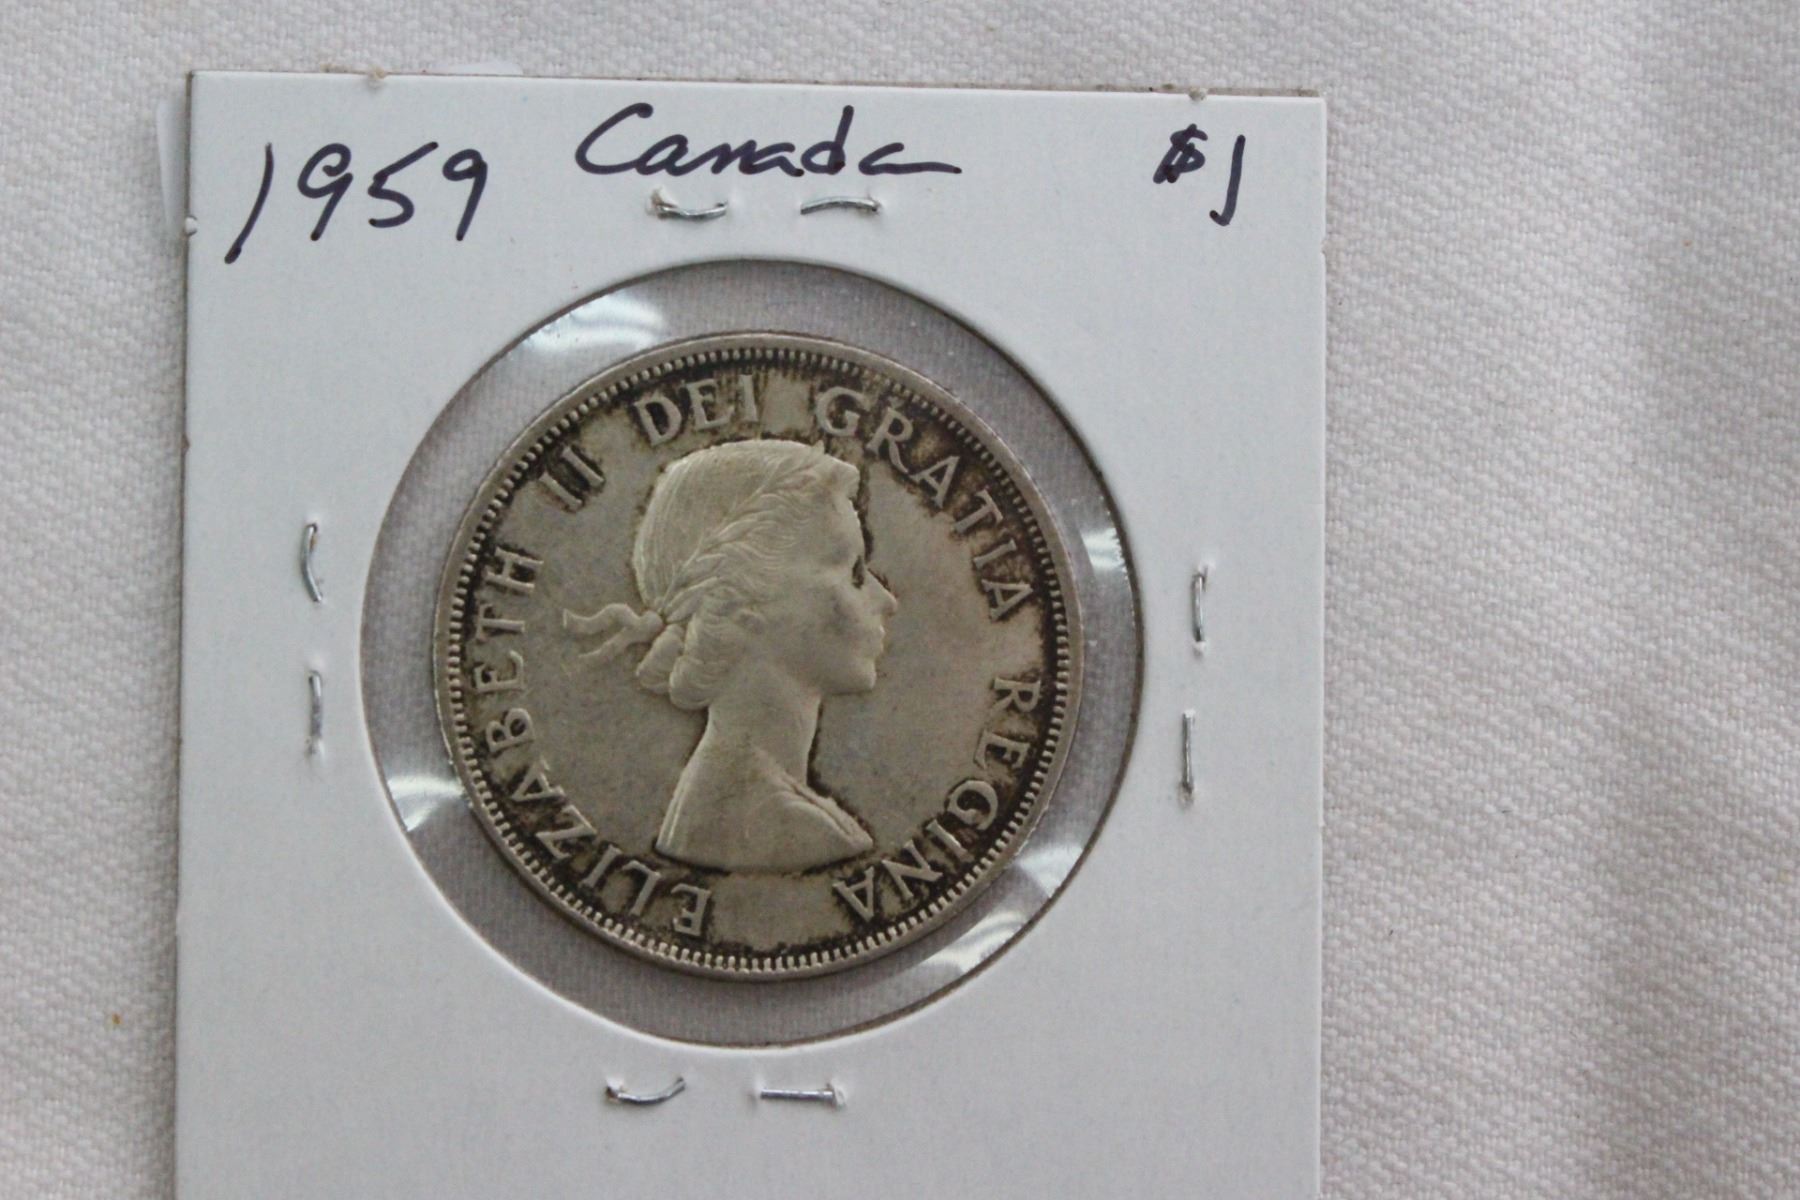 1959 Canada $1
ELIZABETH II DEI GRATIA REGINA